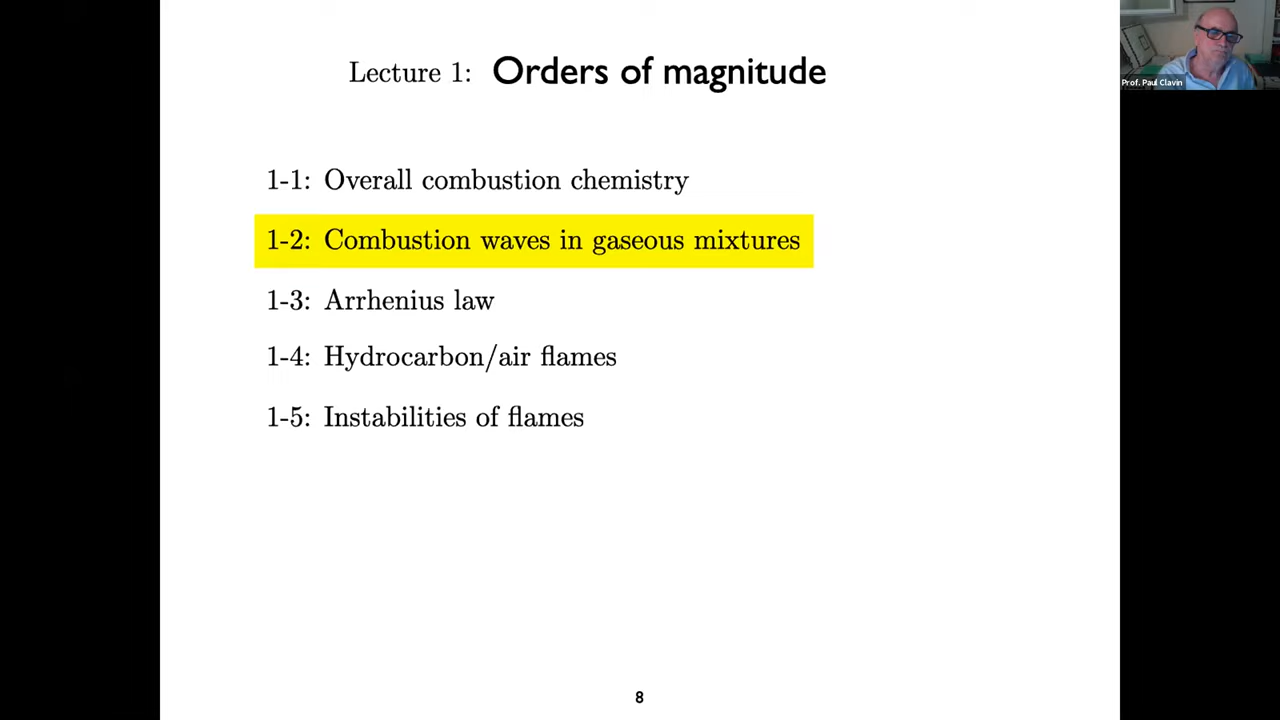 Prof. Paul Clavin
Lecture 1: Orders of magnitude
1-1: Overall combustion chemistry
1-2: Combustion waves in gaseous mixtures
1-3: Arrhenius law
1-4: Hydrocarbon/air flames
1-5: Instabilities of flames
8